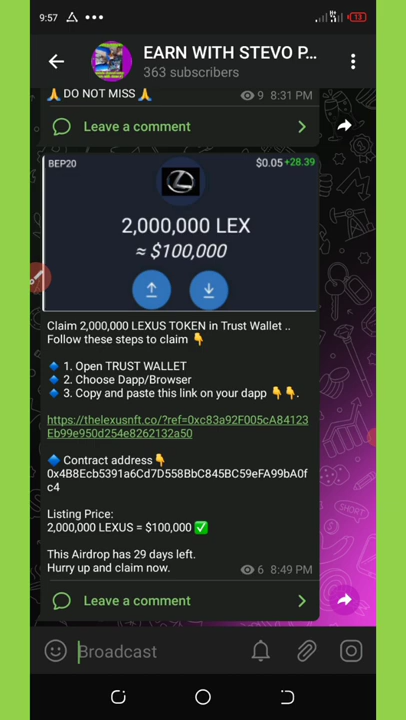 9:57
13
EARN WITH STEVO P...
363 subscribers
🙏DO NOT MISS🙏 9 8:31 PM
Leave a comment
BEP20 $0.05 +28.39
2,000,000 LEX
≈ $100,000
Claim 2,000,000 LEXUS TOKEN in Trust Wallet ..
Follow these steps to claim 👇
🔷 1. Open TRUST WALLET
🔷 2. Choose Dapp/Browser
🔷 3. Copy and paste this link on your dapp 👇👇.
https://thelexusnft.co/?ref=0xc83a92F005cA84123
Eb99e950d254e8262132a50
🔷 Contract address👇
0x4B8Ecb5391a6Cd7D558BbC845BC59eFA99bA0f
c4
Listing Price:
2,000,000 LEXUS = $100,000 ✅
This Airdrop has 29 days left.
Hurry up and claim now. 6 8:49 PM
Leave a comment
Broadcast